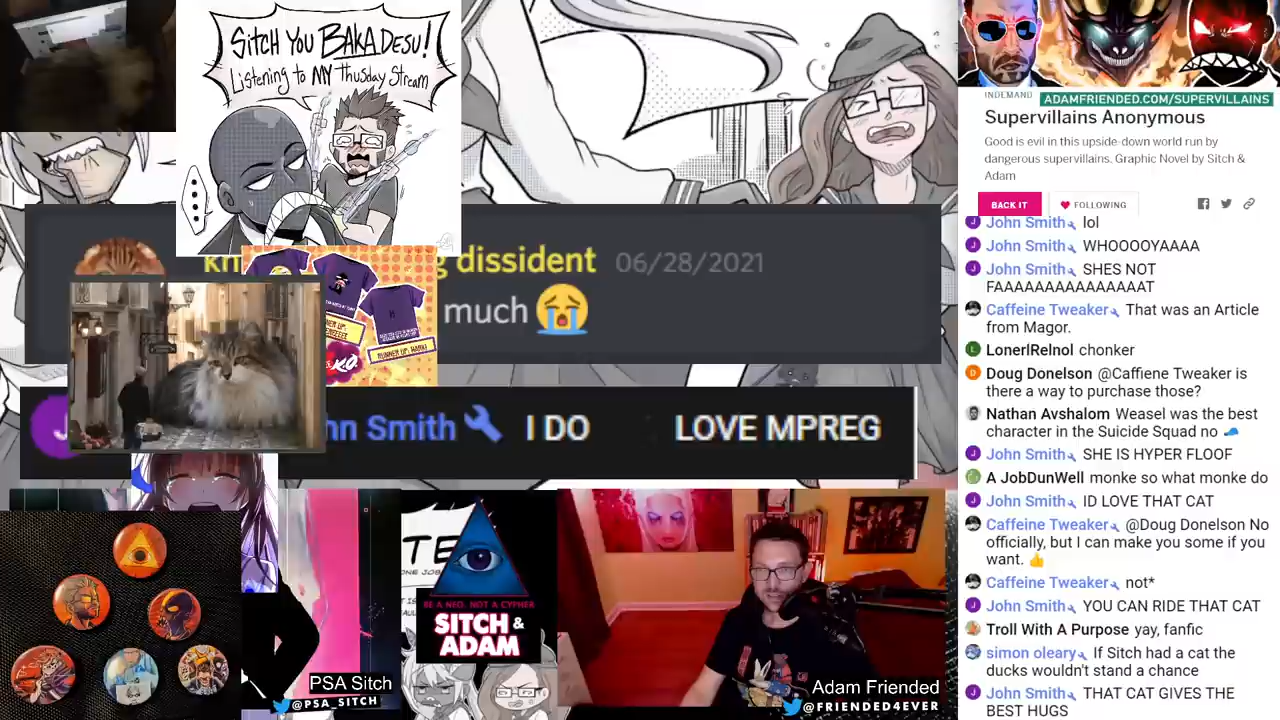 SITCH YOU BAKA DESU!
Listening to MY Thusday Stream
dissident 06/28/2021
much 😭
hn Smith I DO LOVE MPREG
RUNNER UP: HABIKI
K.O.
BE A NEO, NOT A CYPHER
SITCH &
ADAM
PSA Sitch
@PSA_SITCH
Adam Friended
@FRIENDED4EVER
INDEMAND
ADAMFRIENDED.COM/SUPERVILLAINS
Supervillains Anonymous
Good is evil in this upside-down world run by
dangerous supervillains. Graphic Novel by Sitch &
Adam
BACK IT
FOLLOWING
John Smith lol
John Smith WHOOOOYAAAA
John Smith SHES NOT
FAAAAAAAAAAAAAAAT
Caffeine Tweaker That was an Article
from Magor.
LonerlRelnol chonker
Doug Donelson @Caffiene Tweaker is
there a way to purchase those?
Nathan Avshalom Weasel was the best
character in the Suicide Squad no 🧢
John Smith SHE IS HYPER FLOOF
A JobDunWell monke so what monke do
John Smith ID LOVE THAT CAT
Caffeine Tweaker @Doug Donelson No
officially, but I can make you some if you
want. 👍
Caffeine Tweaker not*
John Smith YOU CAN RIDE THAT CAT
Troll With A Purpose yay, fanfic
simon oleary If Sitch had a cat the
ducks wouldn't stand a chance
John Smith THAT CAT GIVES THE
BEST HUGS